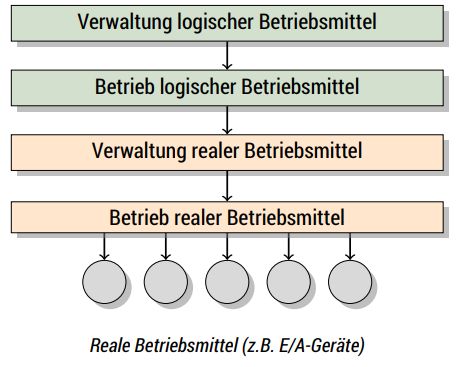 Verwaltung logischer Betriebsmittel
Betrieb logischer Betriebsmittel
Verwaltung realer Betriebsmittel
Betrieb realer Betriebsmittel
Reale Betriebsmittel (z.B. E/A-Geräte)